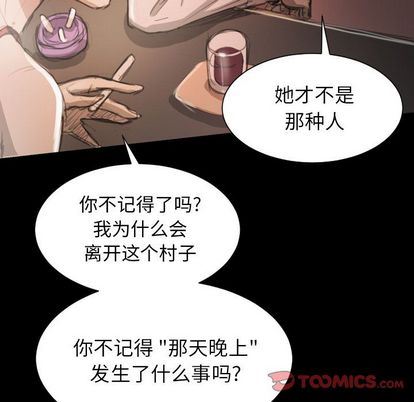 她才不是
那种人
你不记得了吗?
我为什么会
离开这个村子
你不记得 "那天晚上"
发生了什么事吗?
TOOMICS.COM